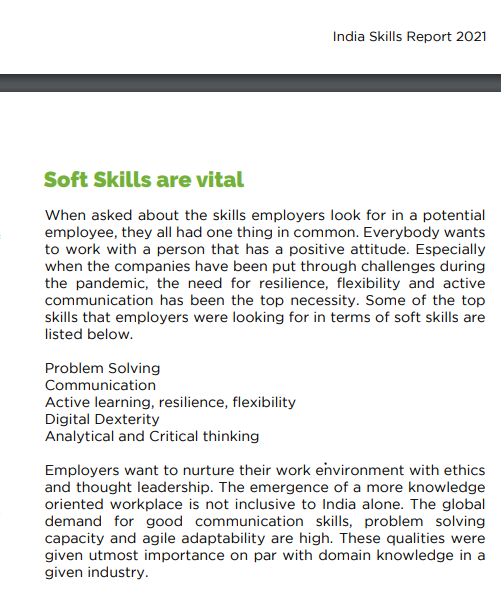 India Skills Report 2021
Soft Skills are vital
When asked about the skills employers look for in a potential
employee, they all had one thing in common. Everybody wants
to work with a person that has a positive attitude. Especially
when the companies have been put through challenges during
the pandemic, the need for resilience, flexibility and active
communication has been the top necessity. Some of the top
skills that employers were looking for in terms of soft skills are
listed below.
Problem Solving
Communication
Active learning, resilience, flexibility
Digital Dexterity
Analytical and Critical thinking
Employers want to nurture their work environment with ethics
and thought leadership. The emergence of a more knowledge
oriented workplace is not inclusive to India alone. The global
demand for good communication skills, problem solving
capacity and agile adaptability are high. These qualities were
given utmost importance on par with domain knowledge in a
given industry.